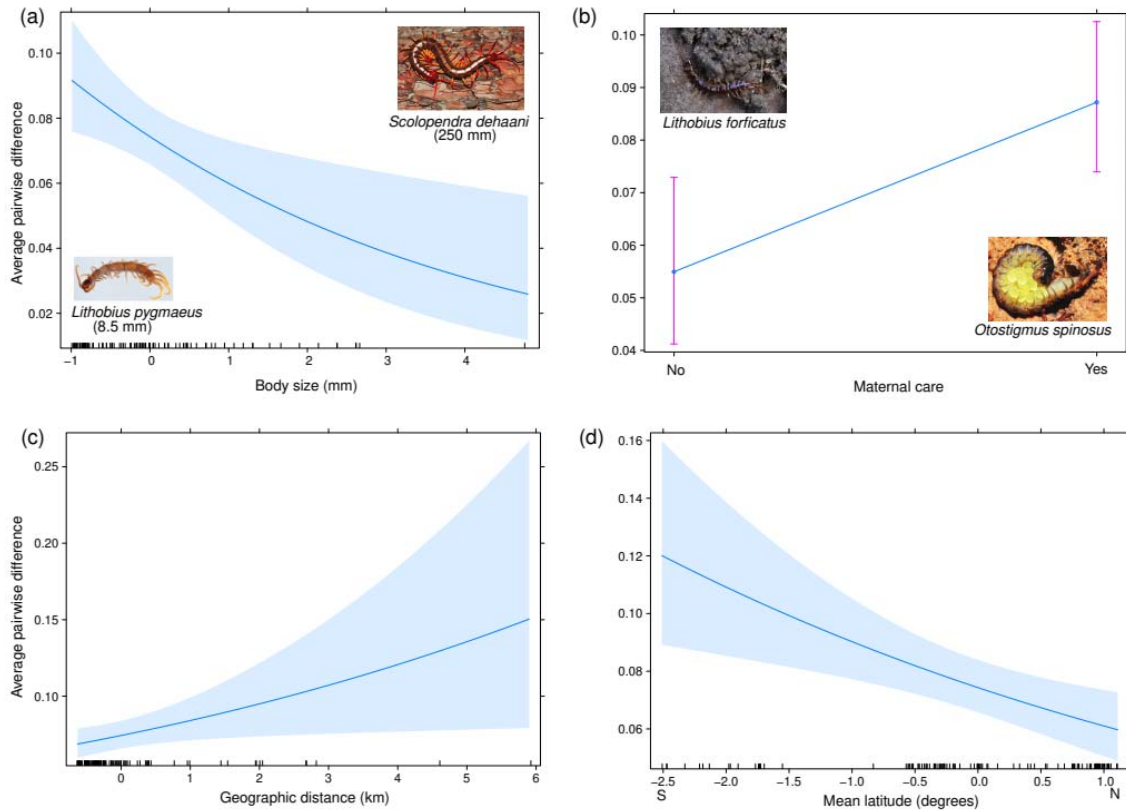 (a)
Average pairwise difference
0.10
0.08
0.06
0.04
0.02
Scolopendra dehaani
(250 mm)
Lithobius pygmaeus
(8.5 mm)
−1 0 1 2 3 4
Body size (mm)
(b)
0.10
0.09
0.08
0.07
0.06
0.05
0.04
Lithobius forficatus
Otostigmus spinosus
No Yes
Maternal care
(c)
Average pairwise difference
0.25
0.20
0.15
0.10
0 1 2 3 4 5 6
Geographic distance (km)
(d)
0.16
0.14
0.12
0.10
0.08
0.06
−2.5 −2.0 −1.5 −1.0 −0.5 0.0 0.5 1.0
S N
Mean latitude (degrees)